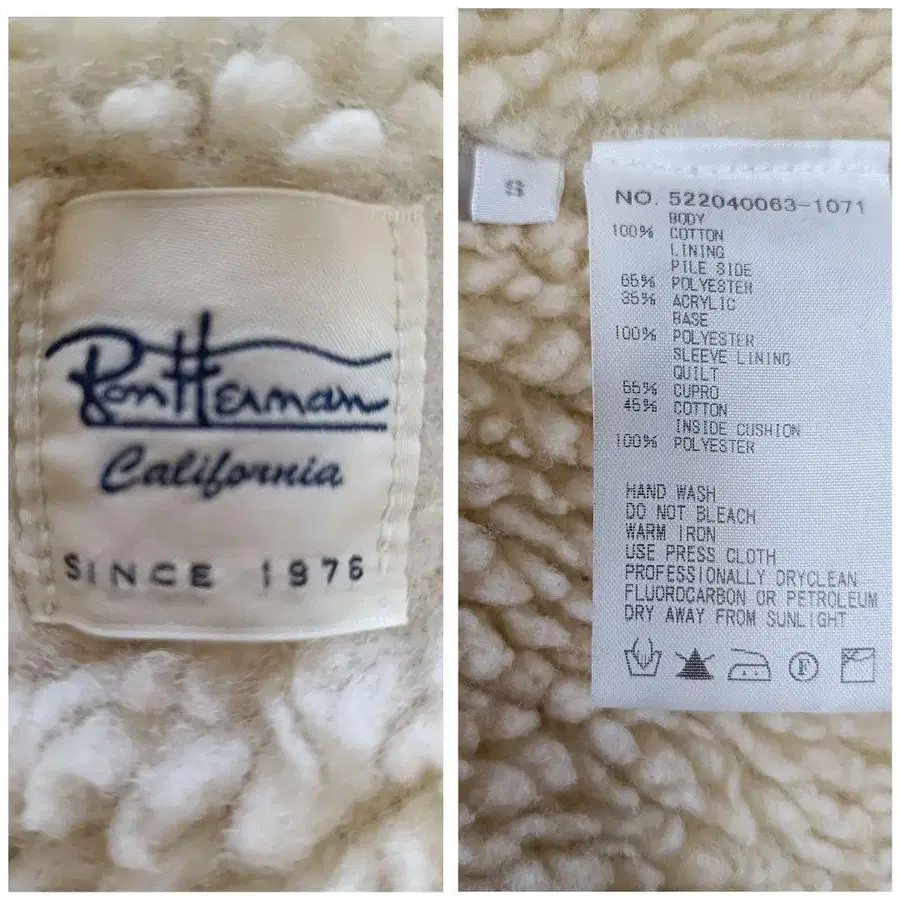 Ron Herman
California
SINCE 1976
S
NO. 522040063-1071
BODY
100% COTTON
LINING
PILE SIDE
65% POLYESTER
35% ACRYLIC
BASE
100% POLYESTER
SLEEVE LINING
QUILT
55% CUPRO
45% COTTON
INSIDE CUSHION
100% POLYESTER
HAND WASH
DO NOT BLEACH
WARM IRON
USE PRESS CLOTH
PROFESSIONALLY DRYCLEAN
FLUOROCARBON OR PETROLEUM
DRY AWAY FROM SUNLIGHT
F